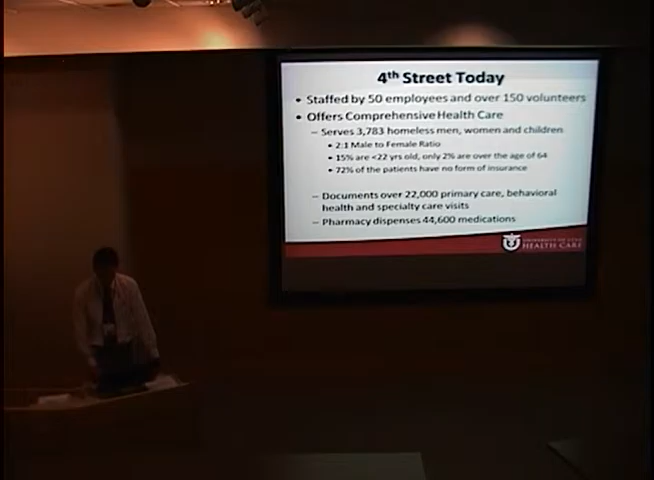 4th Street Today
• Staffed by 50 employees and over 150 volunteers
• Offers Comprehensive Health Care
– Serves 3,783 homeless men, women and children
• 2:1 Male to Female Ratio
• 15% are <22 yrs old, only 2% are over the age of 64
• 72% of the patients have no form of insurance
– Documents over 22,000 primary care, behavioral
health and specialty care visits
– Pharmacy dispenses 44,600 medications
UNIVERSITY OF UTAH
HEALTH CARE